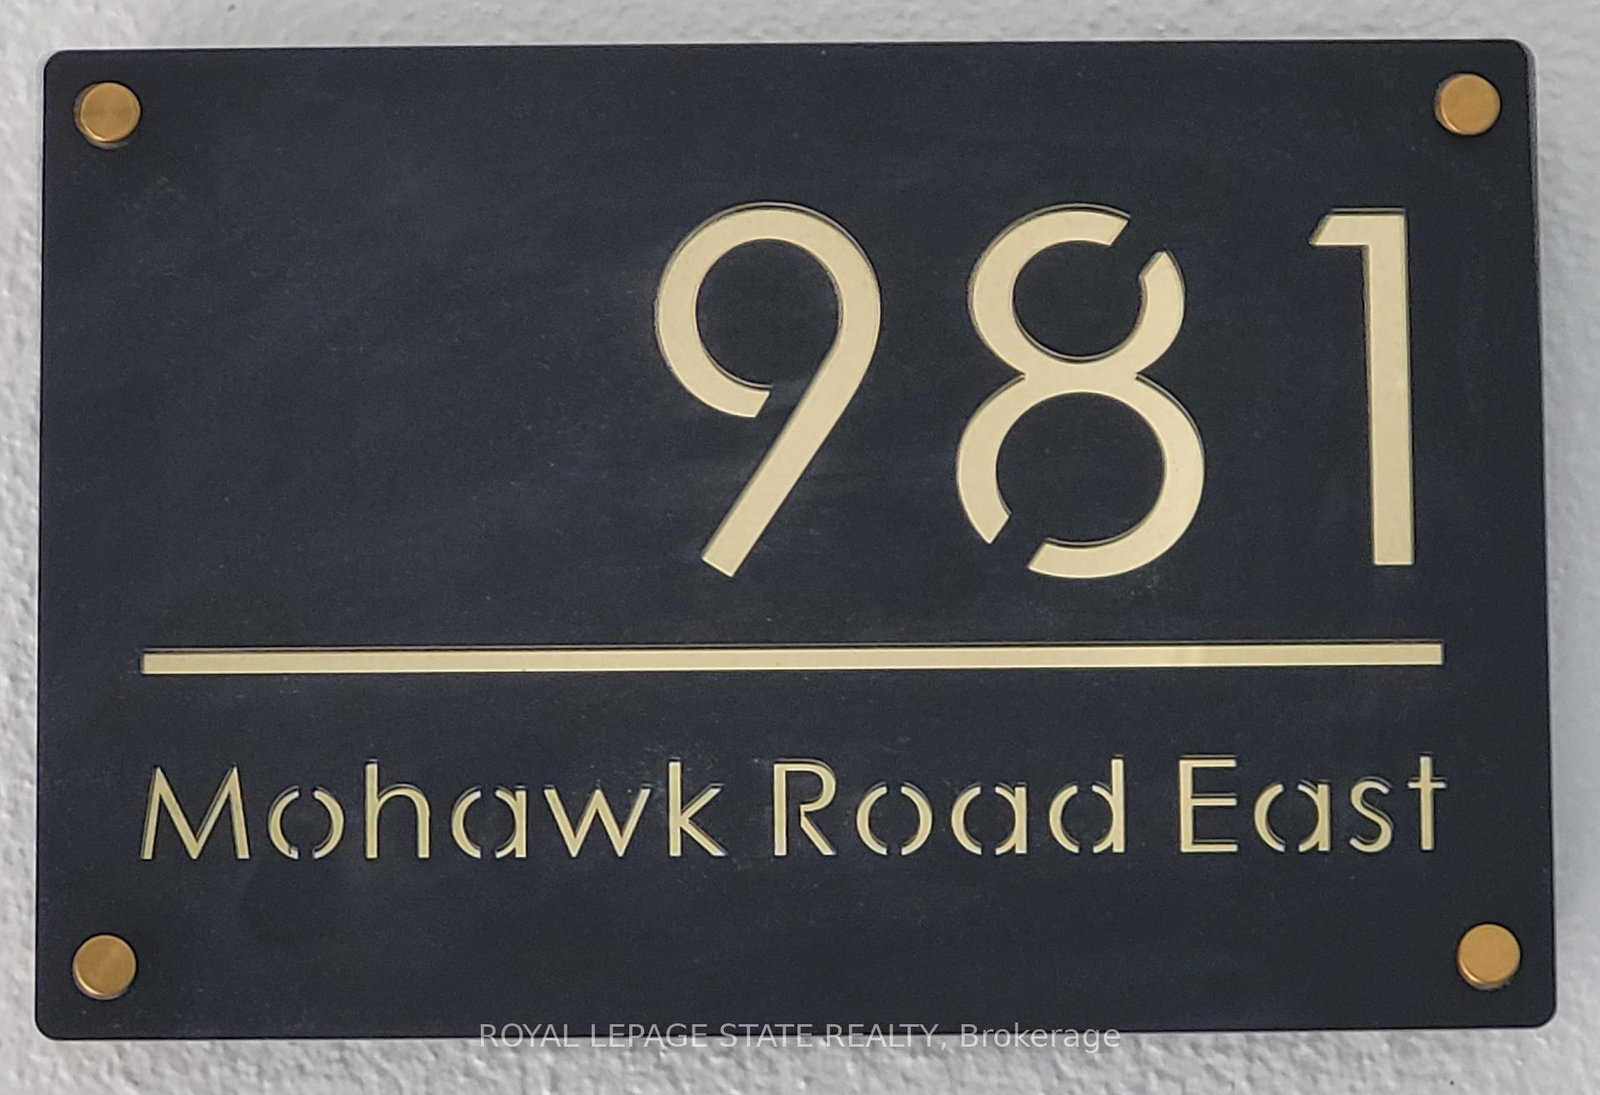 981
Mohawk Road East
ROYAL LEPAGE STATE REALTY, Brokerage